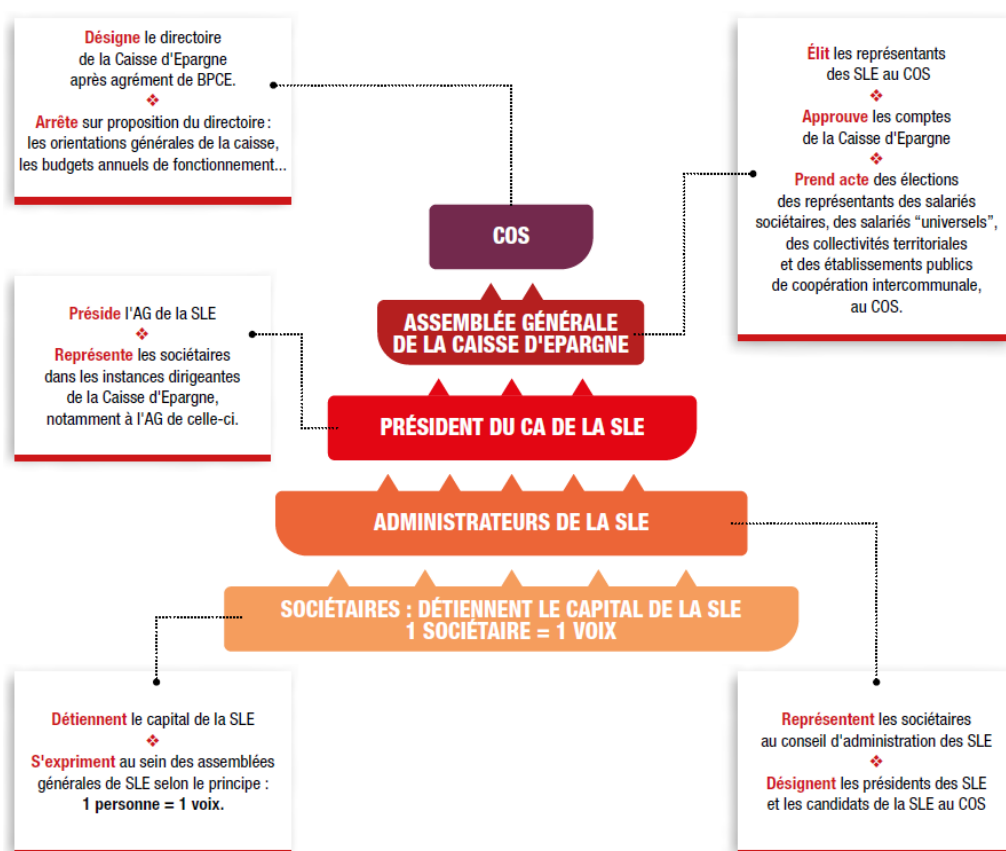 Désigne le directoire
de la Caisse d'Epargne
après agrément de BPCE.
Arrête sur proposition du directoire :
les orientations générales de la caisse,
les budgets annuels de fonctionnement...
Élit les représentants
des SLE au COS
Approuve les comptes
de la Caisse d'Epargne
Prend acte des élections
des représentants des salariés
sociétaires, des salariés “universels”,
des collectivités territoriales
et des établissements publics
de coopération intercommunale,
au COS.
COS
ASSEMBLÉE GÉNÉRALE
DE LA CAISSE D'EPARGNE
Préside l'AG de la SLE
Représente les sociétaires
dans les instances dirigeantes
de la Caisse d'Epargne,
notamment à l'AG de celle-ci.
PRÉSIDENT DU CA DE LA SLE
ADMINISTRATEURS DE LA SLE
SOCIÉTAIRES : DÉTIENNENT LE CAPITAL DE LA SLE
1 SOCIÉTAIRE = 1 VOIX
Détiennent le capital de la SLE
S'expriment au sein des assemblées
générales de SLE selon le principe :
1 personne = 1 voix.
Représentent les sociétaires
au conseil d'administration des SLE
Désignent les présidents des SLE
et les candidats de la SLE au COS